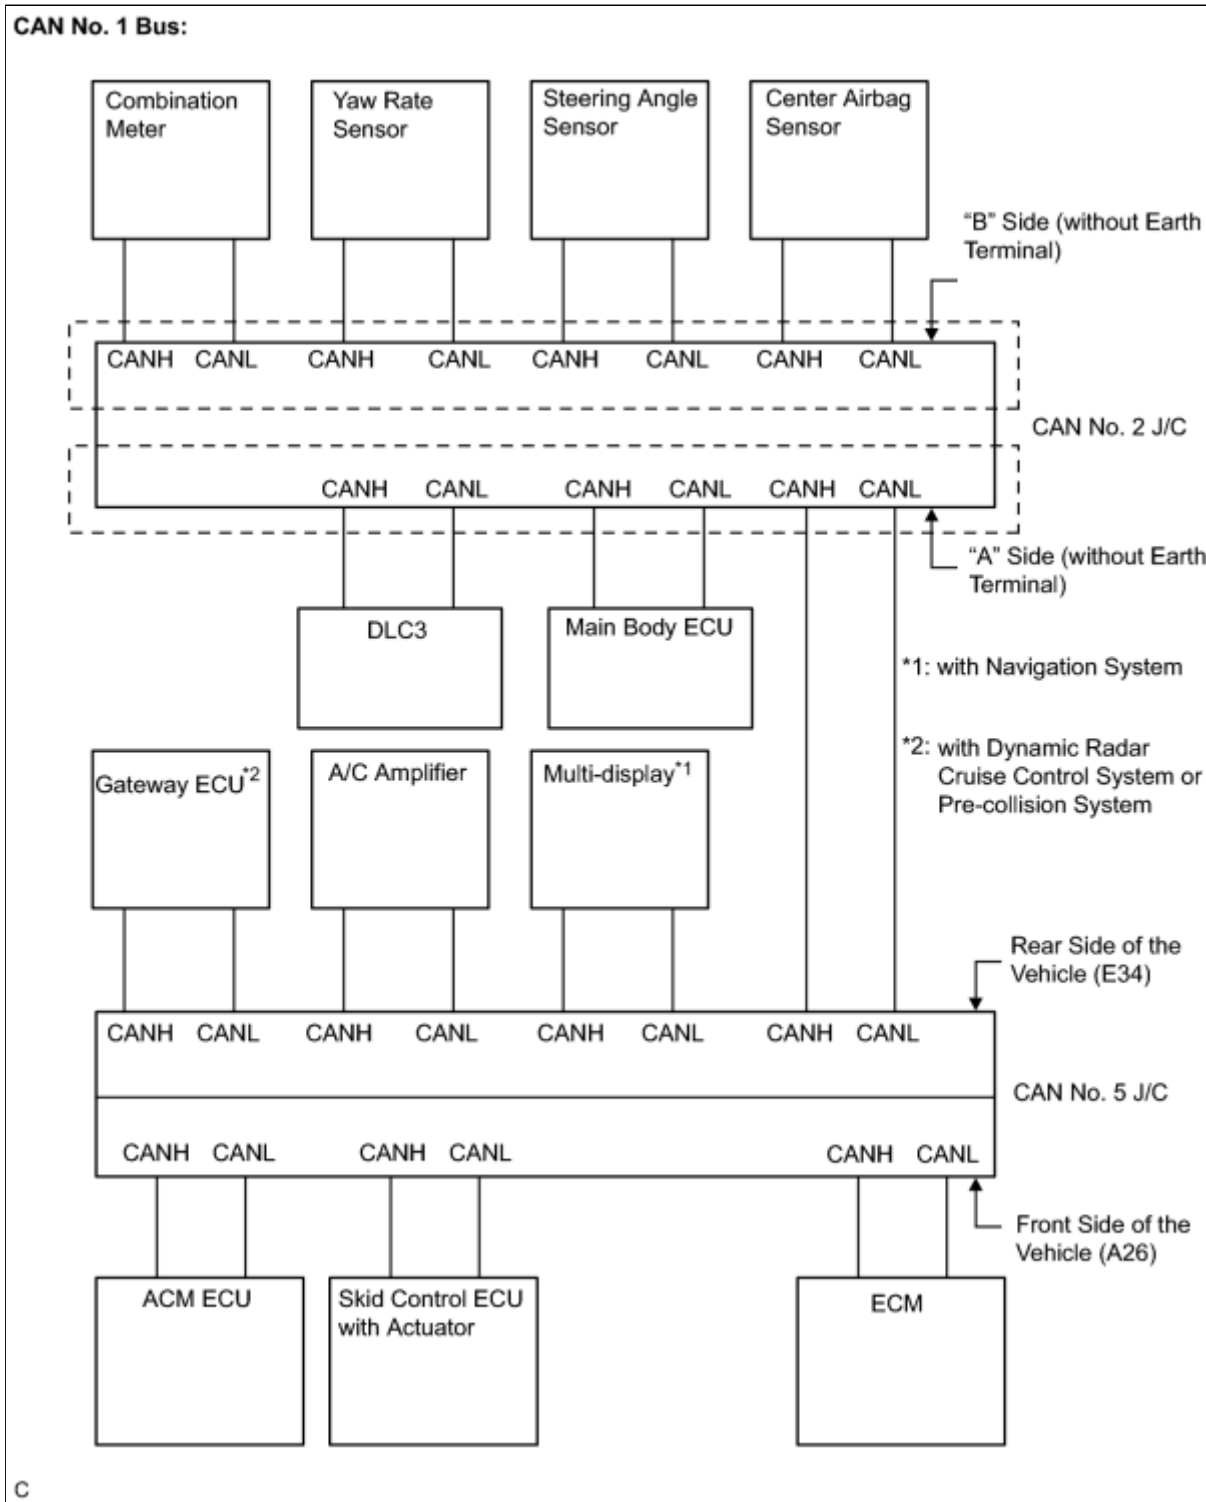 CAN No. 1 Bus:
Combination
Meter
Yaw Rate
Sensor
Steering Angle
Sensor
Center Airbag
Sensor
“B” Side (without Earth
Terminal)
CANH CANL CANH CANL CANH CANL CANH CANL
CAN No. 2 J/C
CANH CANL CANH CANL CANH CANL
“A” Side (without Earth
Terminal)
DLC3
Main Body ECU
*1: with Navigation System
*2: with Dynamic Radar
Cruise Control System or
Pre-collision System
Gateway ECU*2
A/C Amplifier
Multi-display*1
Rear Side of the
Vehicle (E34)
CANH CANL CANH CANL CANH CANL CANH CANL
CAN No. 5 J/C
CANH CANL CANH CANL CANH CANL
Front Side of the
Vehicle (A26)
ACM ECU
Skid Control ECU
with Actuator
ECM
C